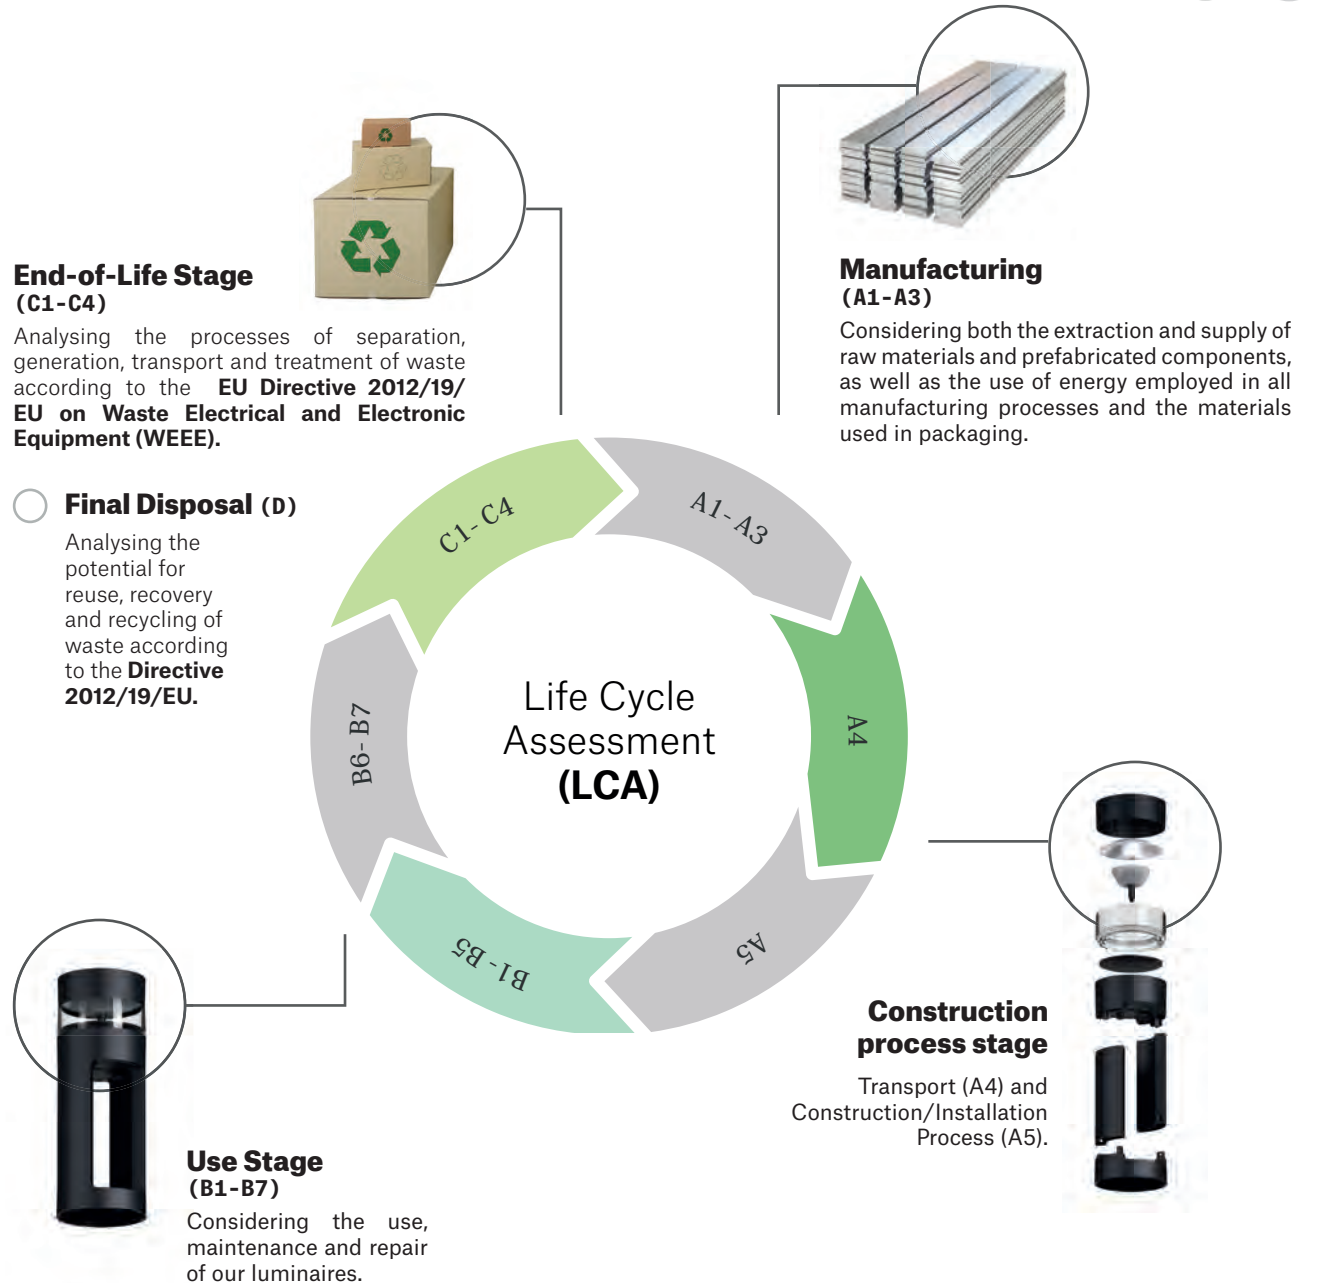 End-of-Life Stage
(C1-C4)
Analysing the processes of separation,
generation, transport and treatment of waste
according to the EU Directive 2012/19/
EU on Waste Electrical and Electronic
Equipment (WEEE).
Final Disposal (D)
Analysing the
potential for
reuse, recovery
and recycling of
waste according
to the Directive
2012/19/EU.
Manufacturing
(A1-A3)
Considering both the extraction and supply of
raw materials and prefabricated components,
as well as the use of energy employed in all
manufacturing processes and the materials
used in packaging.
C1-C4
A1-A3
A4
A5
B1-B5
B6-B7
Life Cycle
Assessment
(LCA)
Construction
process stage
Transport (A4) and
Construction/Installation
Process (A5).
Use Stage
(B1-B7)
Considering the use,
maintenance and repair
of our luminaires.